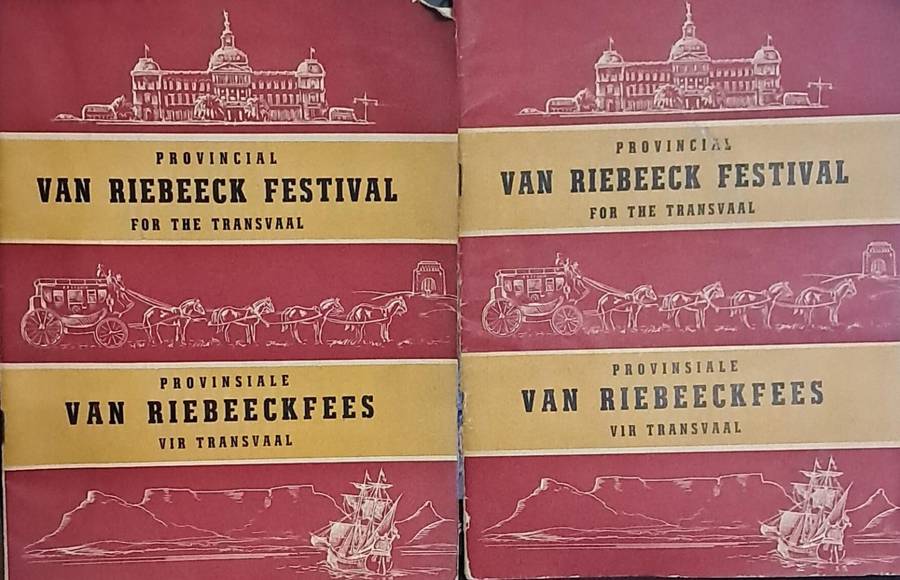 PROVINCIAL
VAN RIEBEECK FESTIVAL
FOR THE TRANSVAAL
PROVINSIALE
VAN RIEBEECKFEES
VIR TRANSVAAL
PROVINCIAL
VAN RIEBEECK FESTIVAL
FOR THE TRANSVAAL
PROVINSIALE
VAN RIEBEECKFEES
VIR TRANSVAAL